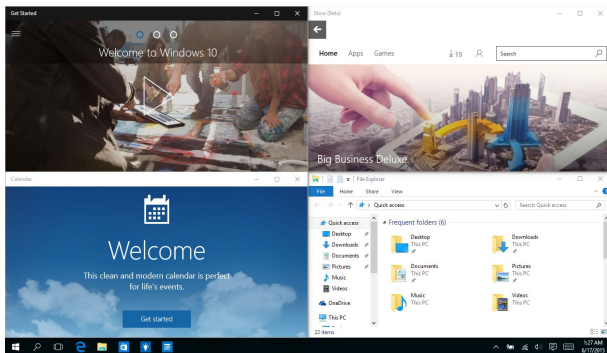 Get Started
Welcome to Windows 10
Store (Beta)
Home Apps Games 19 Search
Big Business Deluxe
Calendar
Welcome
This clean and modern calendar is perfect
for life's events.
Get started
File Explorer
File Home Share View
Quick access
Search Quick access
Quick access
Desktop
Downloads
Documents
Pictures
Music
Videos
OneDrive
This PC
Frequent folders (6)
Desktop
This PC
Downloads
This PC
Documents
This PC
Pictures
This PC
Music
This PC
Videos
This PC
22 items
1:27 AM
6/17/2015